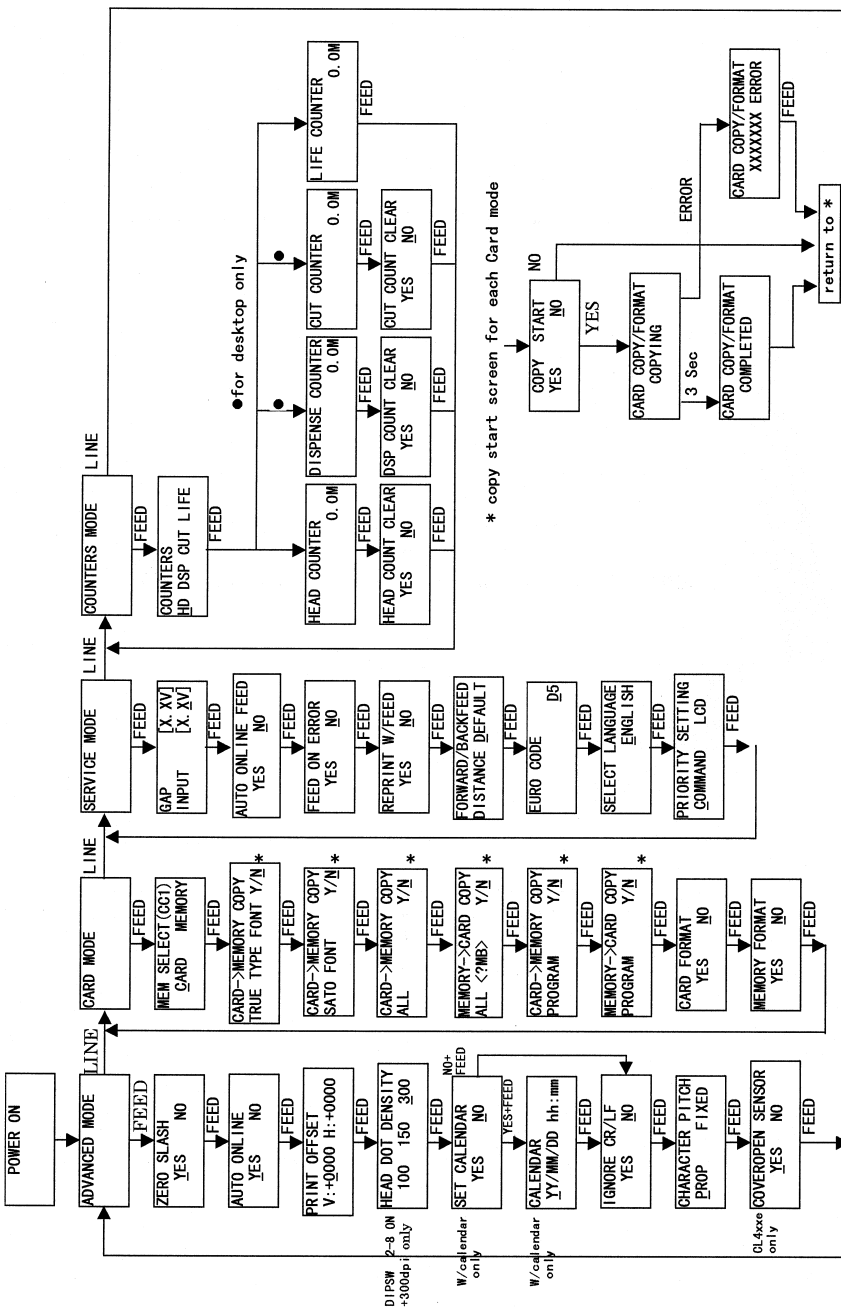 POWER ON
ADVANCED MODE
LINE
FEED
ZERO SLASH
YES NO
FEED
AUTO ONLINE
YES NO
FEED
PRINT OFFSET
V:+0000 H:+0000
FEED
DIPSW 2-8 ON
+300dpi only
HEAD DOT DENSITY
100 150 300
FEED
W/calendar
only
SET CALENDAR
YES NO
NO+
FEED
YES+FEED
W/calendar
only
CALENDAR
YY/MM/DD hh:mm
FEED
IGNORE CR/LF
YES NO
FEED
CHARACTER PITCH
PROP FIXED
FEED
CL4xxe
only
COVEROPEN SENSOR
YES NO
FEED
CARD MODE
LINE
FEED
MEM SELECT(CC1)
CARD MEMORY
FEED
CARD->MEMORY COPY
TRUE TYPE FONT Y/N *
FEED
CARD->MEMORY COPY
SATO FONT Y/N *
FEED
CARD->MEMORY COPY
ALL Y/N *
FEED
MEMORY->CARD COPY
ALL <?MB> Y/N *
FEED
CARD->MEMORY COPY
PROGRAM Y/N *
FEED
MEMORY->CARD COPY
PROGRAM Y/N *
FEED
CARD FORMAT
YES NO
FEED
MEMORY FORMAT
YES NO
FEED
SERVICE MODE
LINE
FEED
GAP [X.XV]
INPUT [X.XV]
FEED
AUTO ONLINE FEED
YES NO
FEED
FEED ON ERROR
YES NO
FEED
REPRINT W/FEED
YES NO
FEED
FORWARD/BACKFEED
DISTANCE DEFAULT
FEED
EURO CODE
D5
FEED
SELECT LANGUAGE
ENGLISH
FEED
PRIORITY SETTING
COMMAND LCD
FEED
COUNTERS MODE
LINE
FEED
COUNTERS
HD DSP CUT LIFE
FEED
●for desktop only
HEAD COUNTER
0.0M
FEED
HEAD COUNT CLEAR
YES NO
FEED
●
DISPENSE COUNTER
0.0M
FEED
DSP COUNT CLEAR
YES NO
FEED
●
CUT COUNTER
0.0M
FEED
CUT COUNT CLEAR
YES NO
FEED
LIFE COUNTER
0.0M
FEED
* copy start screen for each Card mode
COPY START
YES NO
NO
YES
CARD COPY/FORMAT
COPYING
ERROR
3 Sec
CARD COPY/FORMAT
COMPLETED
CARD COPY/FORMAT
XXXXXXX ERROR
FEED
return to *